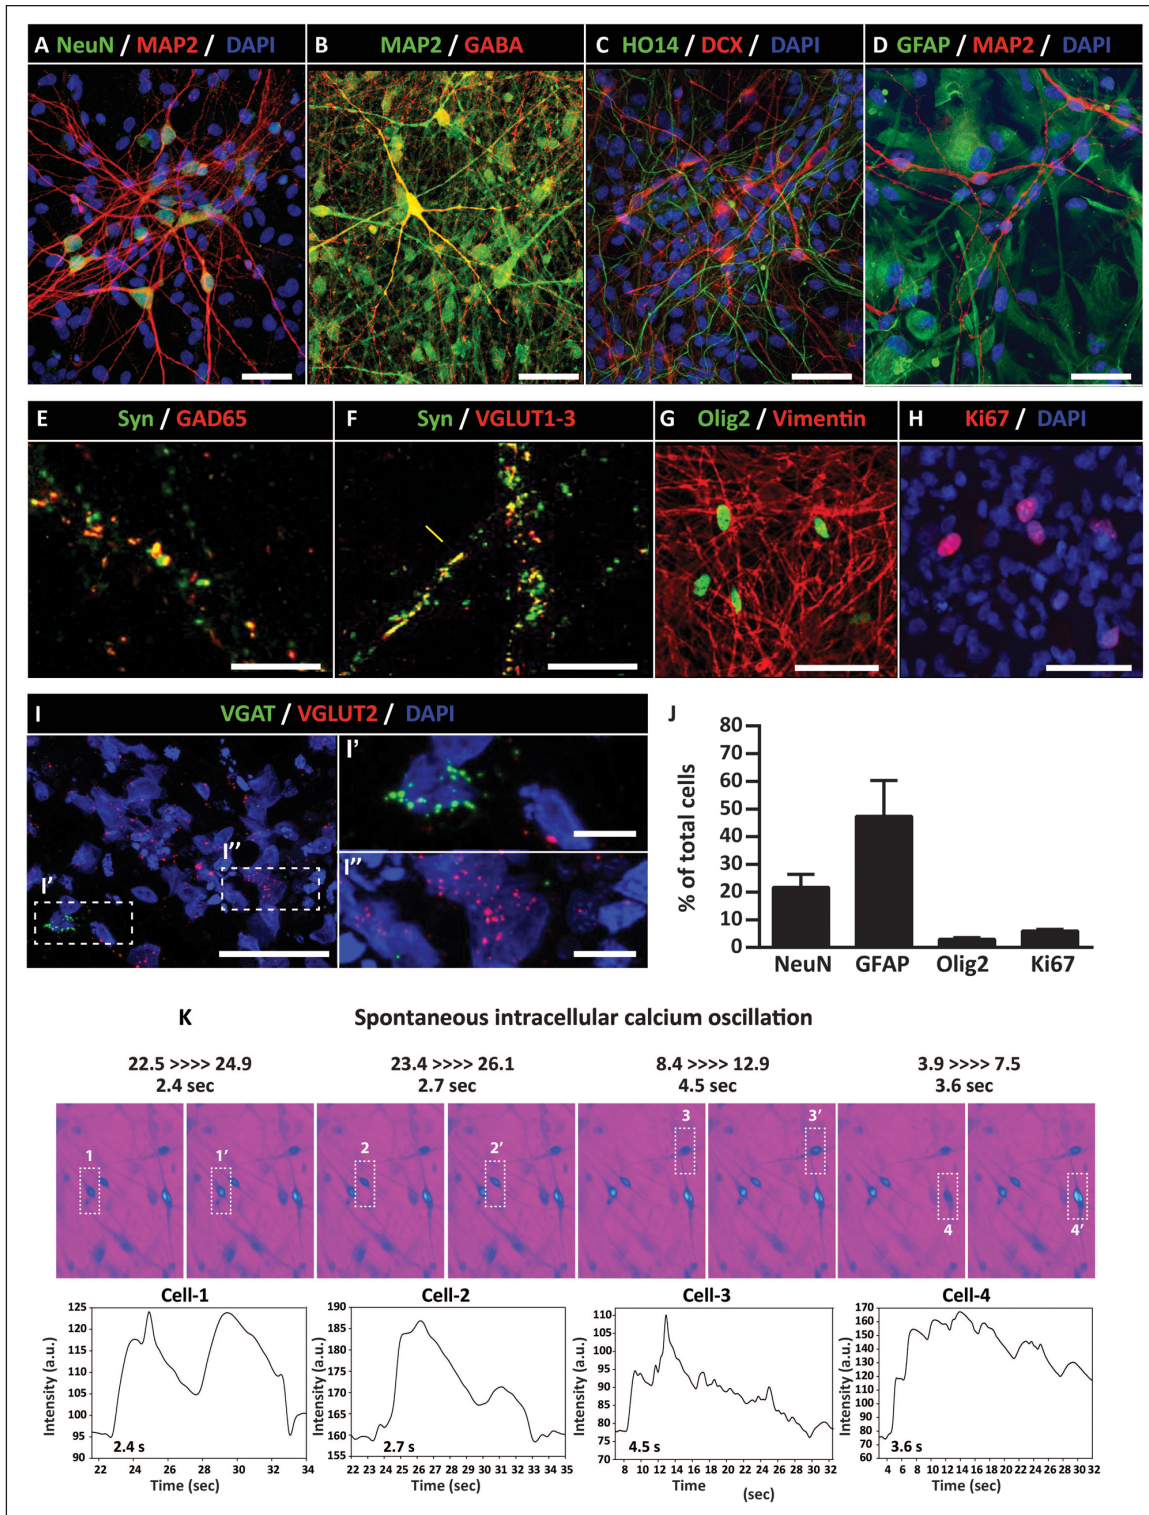 A NeuN / MAP2 / DAPI
B MAP2 / GABA
C HO14 / DCX / DAPI
D GFAP / MAP2 / DAPI
E Syn / GAD65
F Syn / VGLUT1-3
G Olig2 / Vimentin
H Ki67 / DAPI
I VGAT / VGLUT2 / DAPI
I'
I''
I'
I''
J
% of total cells
80
70
60
50
40
30
20
10
0
NeuN GFAP Olig2 Ki67
K Spontaneous intracellular calcium oscillation
22.5 >>>> 24.9
2.4 sec
23.4 >>>> 26.1
2.7 sec
8.4 >>>> 12.9
4.5 sec
3.9 >>>> 7.5
3.6 sec
1 1' 2 2' 3 3' 4 4'
Cell-1
Intensity (a.u.)
125
120
115
110
105
100
95
90
2.4 s
22 24 26 28 30 32 34
Time (sec)
Cell-2
Intensity (a.u.)
190
185
180
175
170
165
160
155
2.7 s
22 23 24 25 26 27 28 29 30 31 32 33 34 35
Time (sec)
Cell-3
Intensity (a.u.)
110
105
100
95
90
85
80
75
70
4.5 s
8 10 12 14 16 18 20 22 24 26 28 30 32
Time (sec)
Cell-4
Intensity (a.u.)
170
160
150
140
130
120
110
100
90
80
70
60
3.6 s
4 6 8 10 12 14 16 18 20 22 24 26 28 30 32
Time (sec)